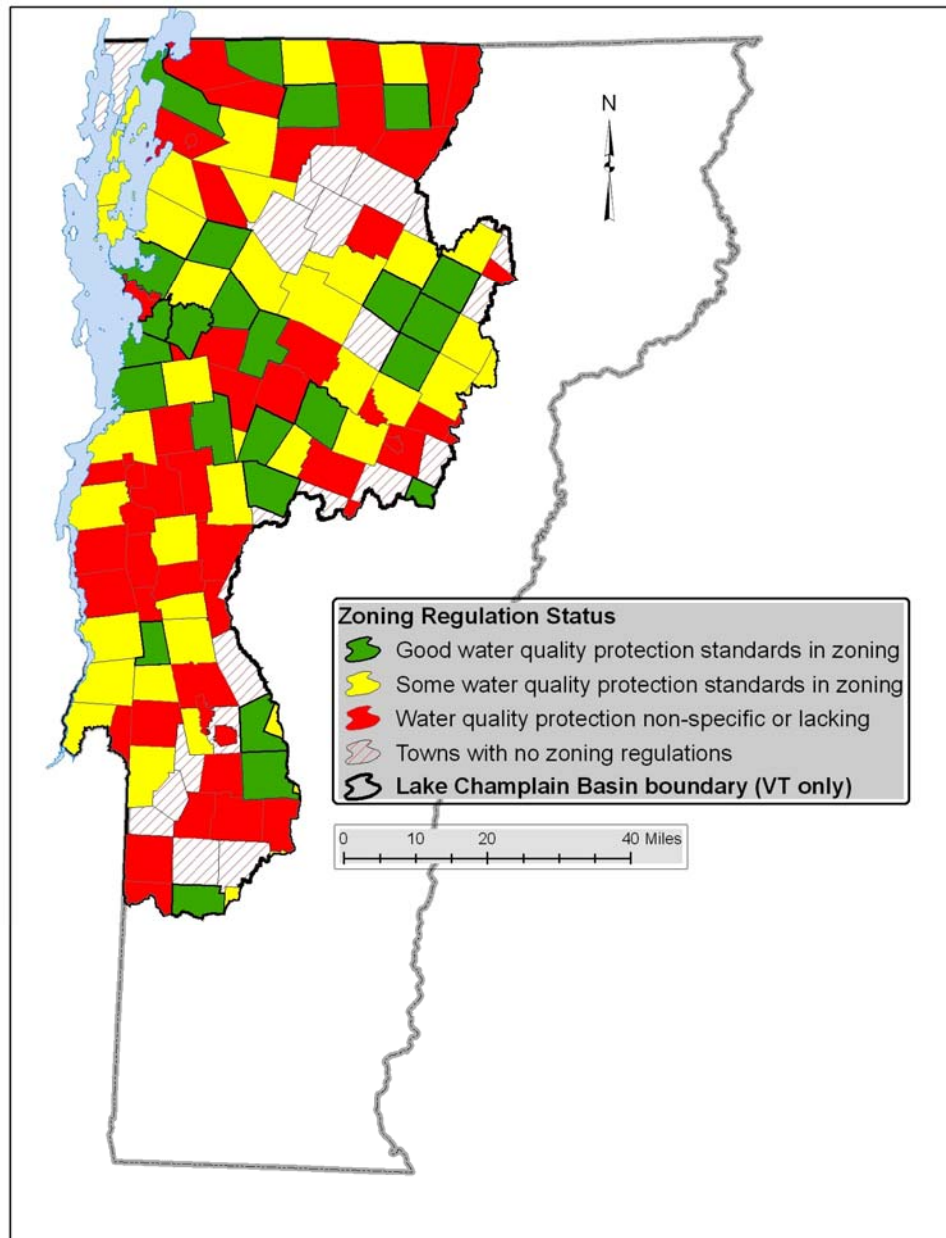 N
Zoning Regulation Status
Good water quality protection standards in zoning
Some water quality protection standards in zoning
Water quality protection non-specific or lacking
Towns with no zoning regulations
Lake Champlain Basin boundary (VT only)
0 10 20 40 Miles